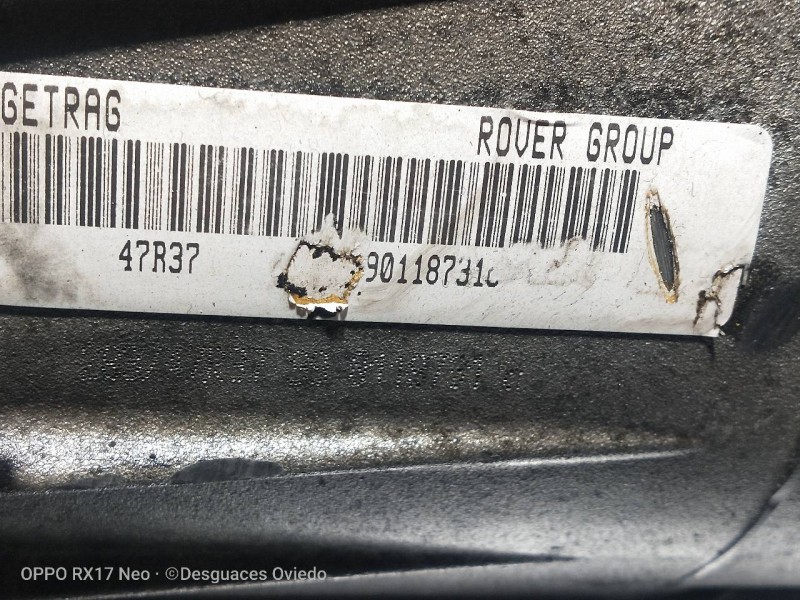 GETRAG ROVER GROUP
47R37 90118731
OPPO RX17 Neo · ©Desguaces Oviedo